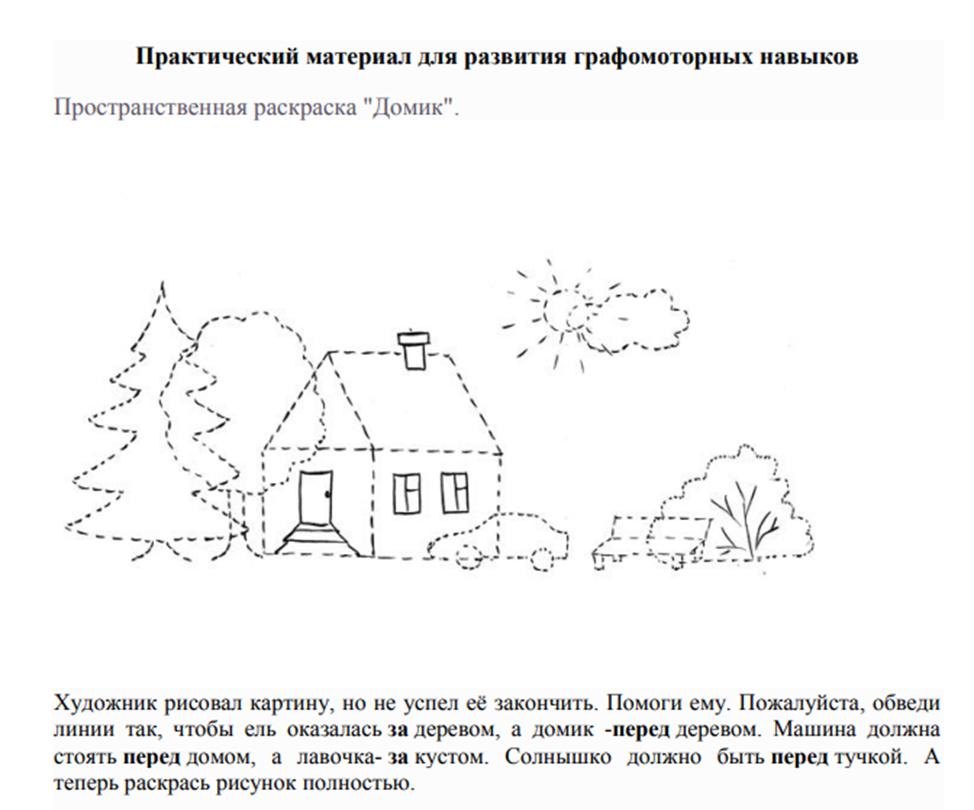 Практический материал для развития графомоторных навыков
Пространственная раскраска "Домик".
Художник рисовал картину, но не успел её закончить. Помоги ему. Пожалуйста, обведи
линии так, чтобы ель оказалась за деревом, а домик -перед деревом. Машина должна
стоять перед домом, а лавочка- за кустом. Солнышко должно быть перед тучкой. А
теперь раскрась рисунок полностью.